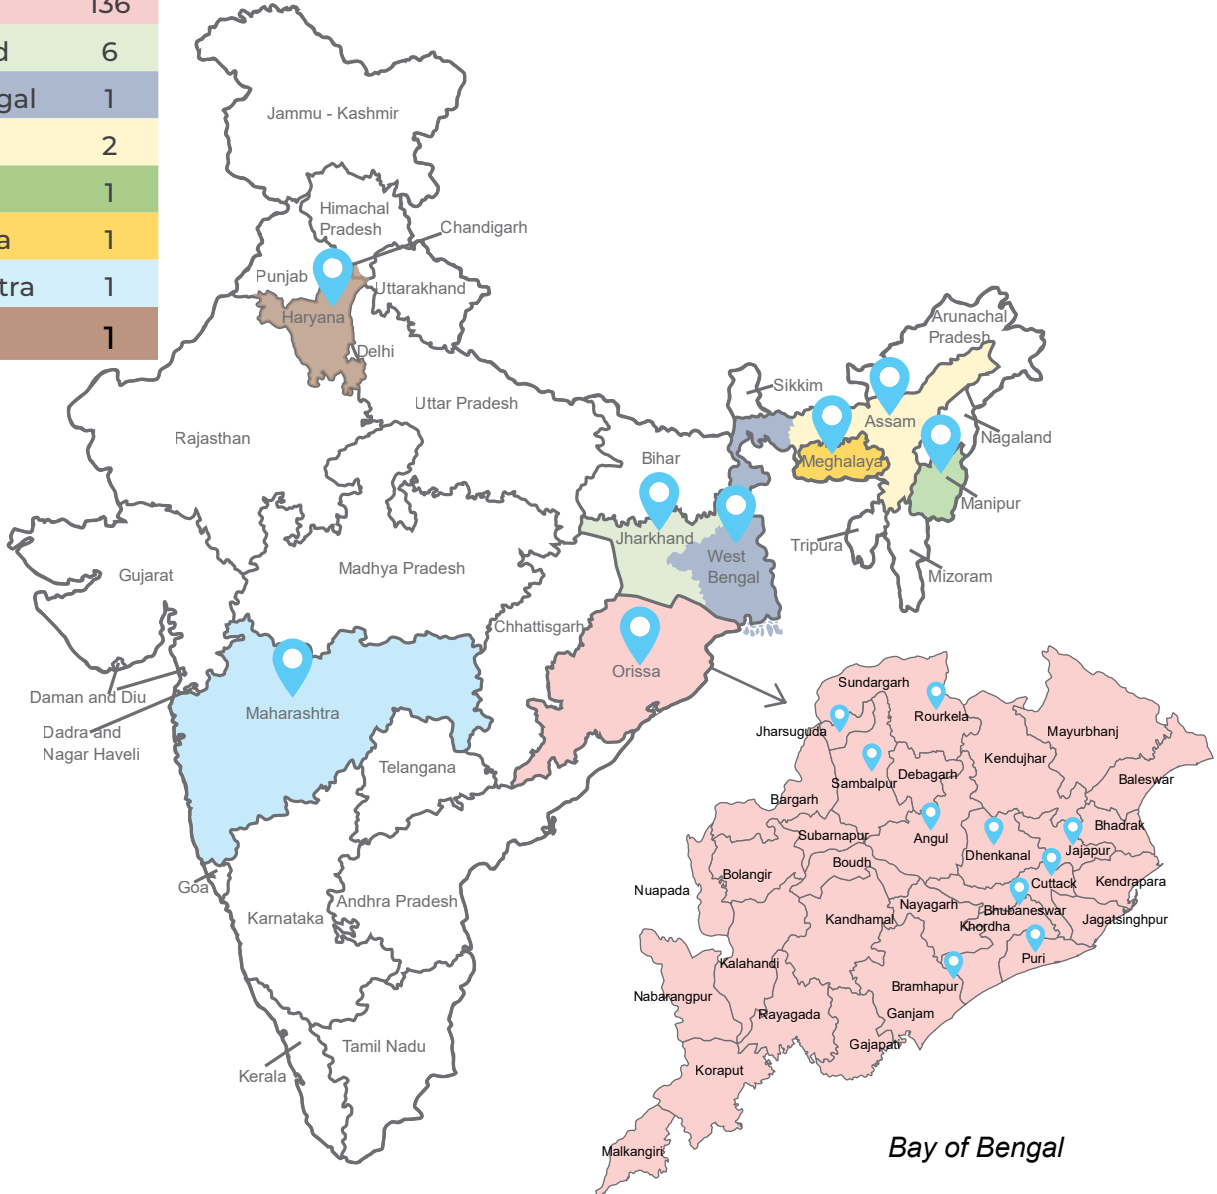 136
d 6
gal 1
2
1
a 1
tra 1
1
Jammu - Kashmir
Himachal
Pradesh
Chandigarh
Punjab
Uttarakhand
Haryana
Delhi
Arunachal
Pradesh
Sikkim
Uttar Pradesh
Assam
Rajasthan
Nagaland
Bihar
Meghalaya
Manipur
Jharkhand
Tripura
West
Bengal
Madhya Pradesh
Gujarat
Mizoram
Chhattisgarh
Orissa
Daman and Diu
Maharashtra
Dadra and
Nagar Haveli
Telangana
Goa
Andhra Pradesh
Karnataka
Tamil Nadu
Kerala
Sundargarh
Rourkela
Jharsuguda
Mayurbhanj
Kendujhar
Debagarh
Baleswar
Sambalpur
Bargarh
Bhadrak
Subarnapur
Angul
Jajapur
Dhenkanal
Boudh
Bolangir
Cuttack
Kendrapara
Nuapada
Nayagarh
Bhubaneswar
Kandhamal
Khordha
Jagatsinghpur
Puri
Kalahandi
Bramhapur
Nabarangpur
Rayagada
Ganjam
Gajapati
Koraput
Malkangiri
Bay of Bengal